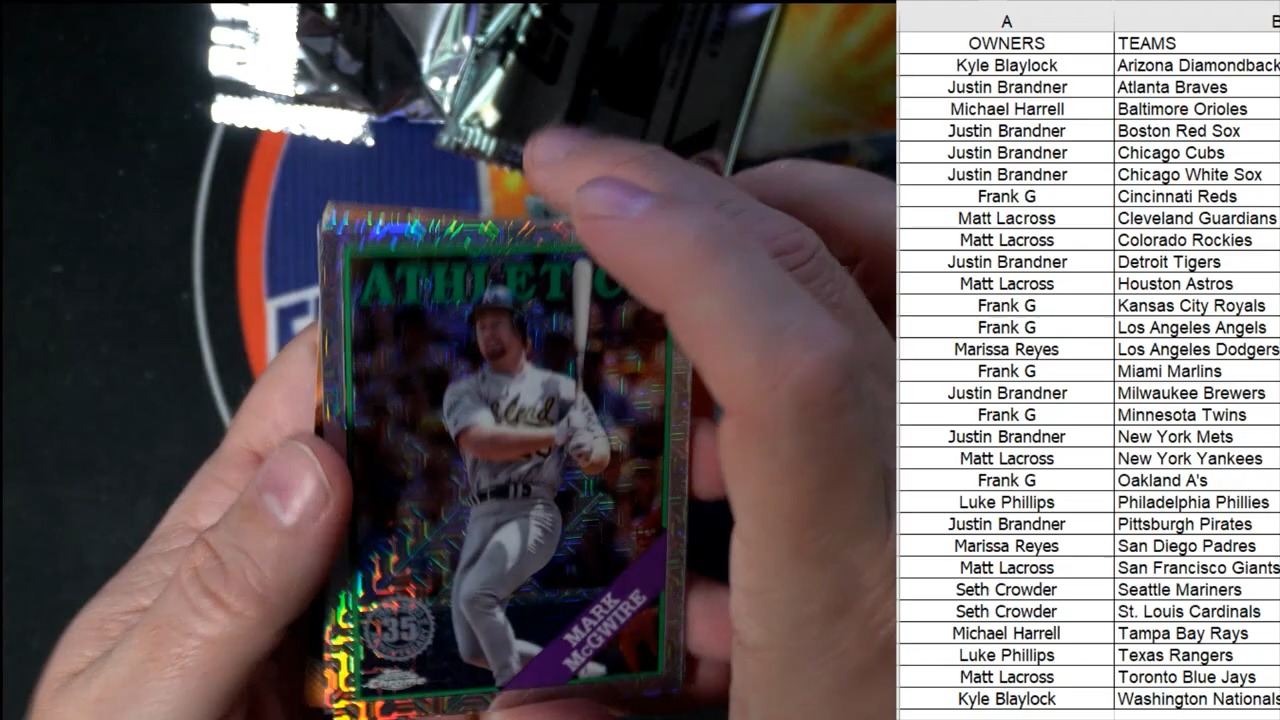 ATHLETIC
MARK
McGWIRE
35
Chrome
A
OWNERS TEAMS
Kyle Blaylock Arizona Diamondback
Justin Brandner Atlanta Braves
Michael Harrell Baltimore Orioles
Justin Brandner Boston Red Sox
Justin Brandner Chicago Cubs
Justin Brandner Chicago White Sox
Frank G Cincinnati Reds
Matt Lacross Cleveland Guardians
Matt Lacross Colorado Rockies
Justin Brandner Detroit Tigers
Matt Lacross Houston Astros
Frank G Kansas City Royals
Frank G Los Angeles Angels
Marissa Reyes Los Angeles Dodgers
Frank G Miami Marlins
Justin Brandner Milwaukee Brewers
Frank G Minnesota Twins
Justin Brandner New York Mets
Matt Lacross New York Yankees
Frank G Oakland A's
Luke Phillips Philadelphia Phillies
Justin Brandner Pittsburgh Pirates
Marissa Reyes San Diego Padres
Matt Lacross San Francisco Giants
Seth Crowder Seattle Mariners
Seth Crowder St. Louis Cardinals
Michael Harrell Tampa Bay Rays
Luke Phillips Texas Rangers
Matt Lacross Toronto Blue Jays
Kyle Blaylock Washington National